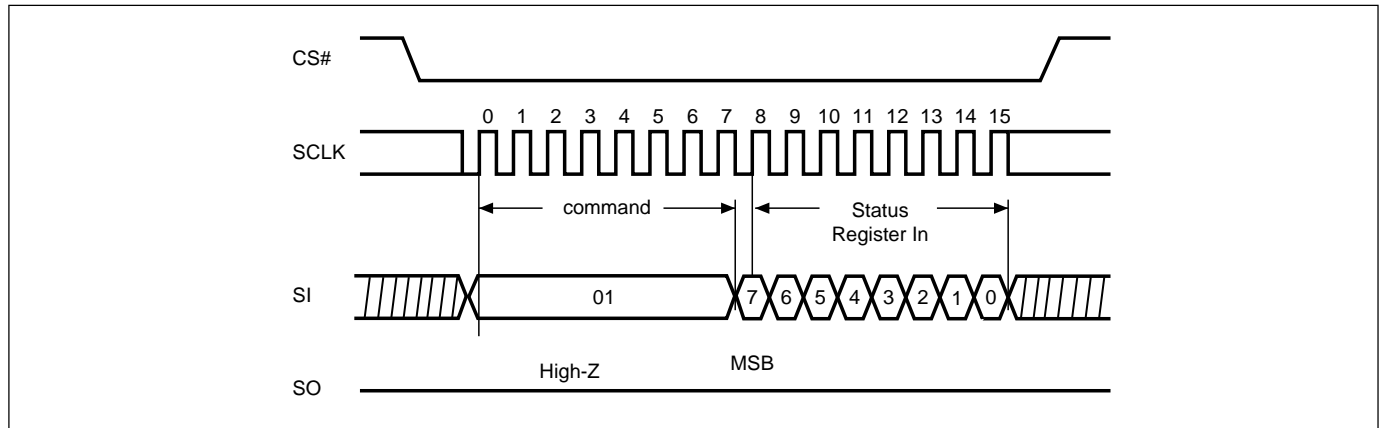 CS#
0 1 2 3 4 5 6 7 8 9 10 11 12 13 14 15
SCLK
command
Status
Register In
SI
01
7 6 5 4 3 2 1 0
MSB
High-Z
SO